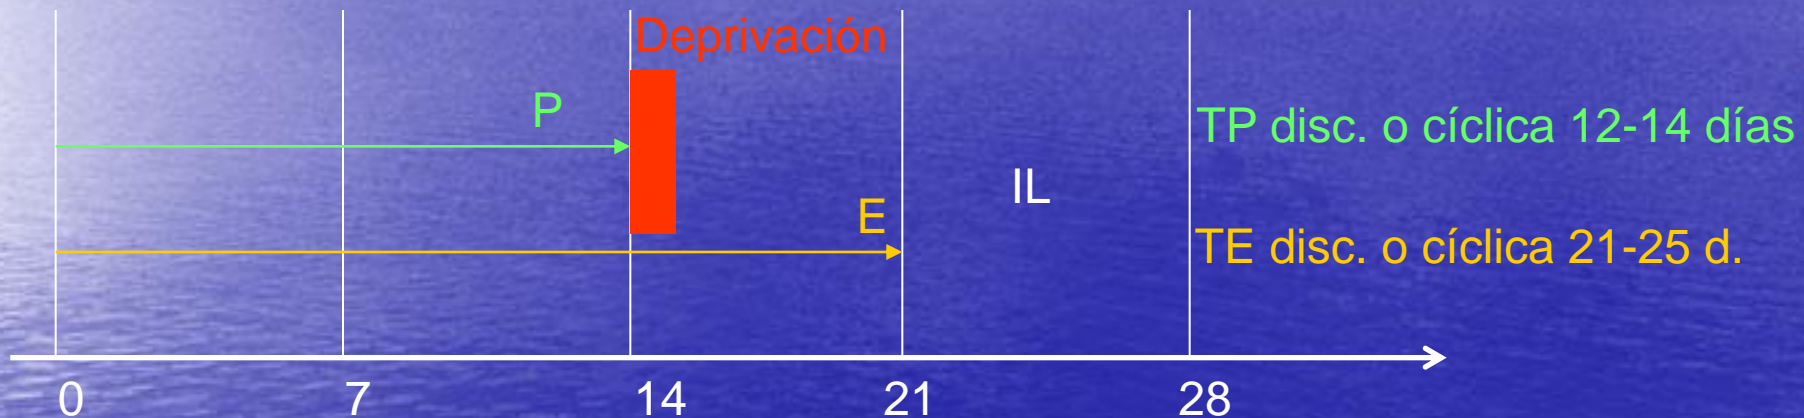 Deprivación
P
TP disc. o cíclica 12-14 días
IL
E
TE disc. o cíclica 21-25 d.
0 7 14 21 28